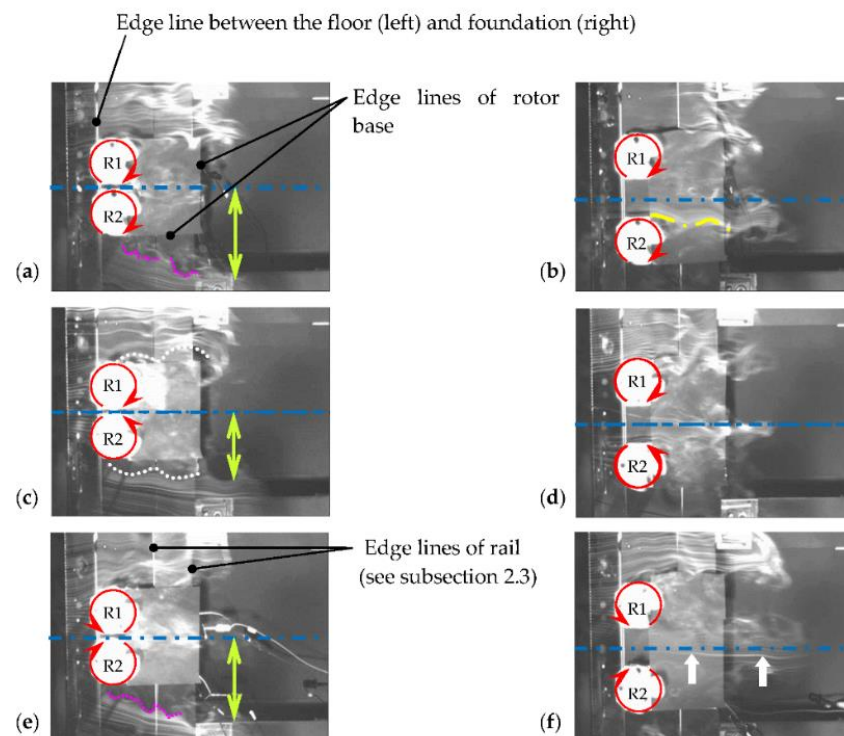 Edge line between the floor (left) and foundation (right)
Edge lines of rotor
base
R1
R2
(a)
R1
R2
(b)
R1
R2
(c)
R1
R2
(d)
Edge lines of rail
(see subsection 2.3)
R1
R2
(e)
R1
R2
(f)